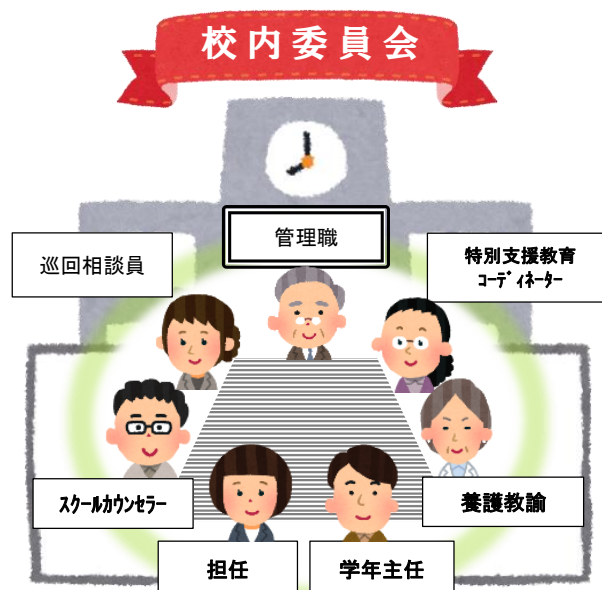 校内委員会
管理職
巡回相談員
特別支援教育
ｺｰﾃﾞｨﾈｰﾀｰ
ｽｸｰﾙｶｳﾝｾﾗｰ
養護教諭
担任
学年主任